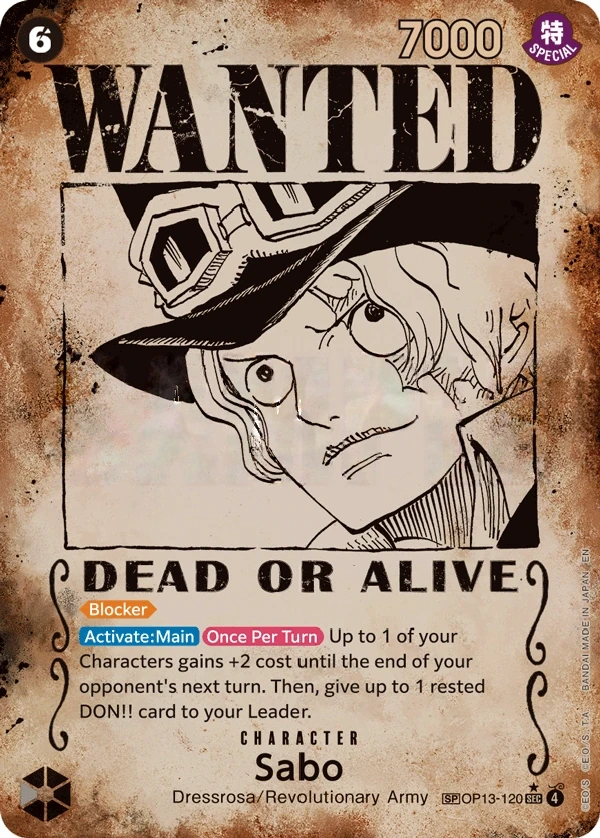 6
7000
特
SPECIAL
WANTED
DEAD OR ALIVE
Blocker
Activate:Main Once Per Turn Up to 1 of your
Characters gains +2 cost until the end of your
opponent's next turn. Then, give up to 1 rested
DON!! card to your Leader.
CHARACTER
Sabo
Dressrosa/Revolutionary Army SP OP13-120 SEC 4
BANDAI MADE IN JAPAN EN